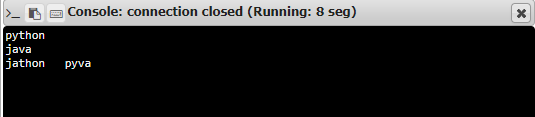 >_ Console: connection closed (Running: 8 seg)
python
java
jathon   pyva